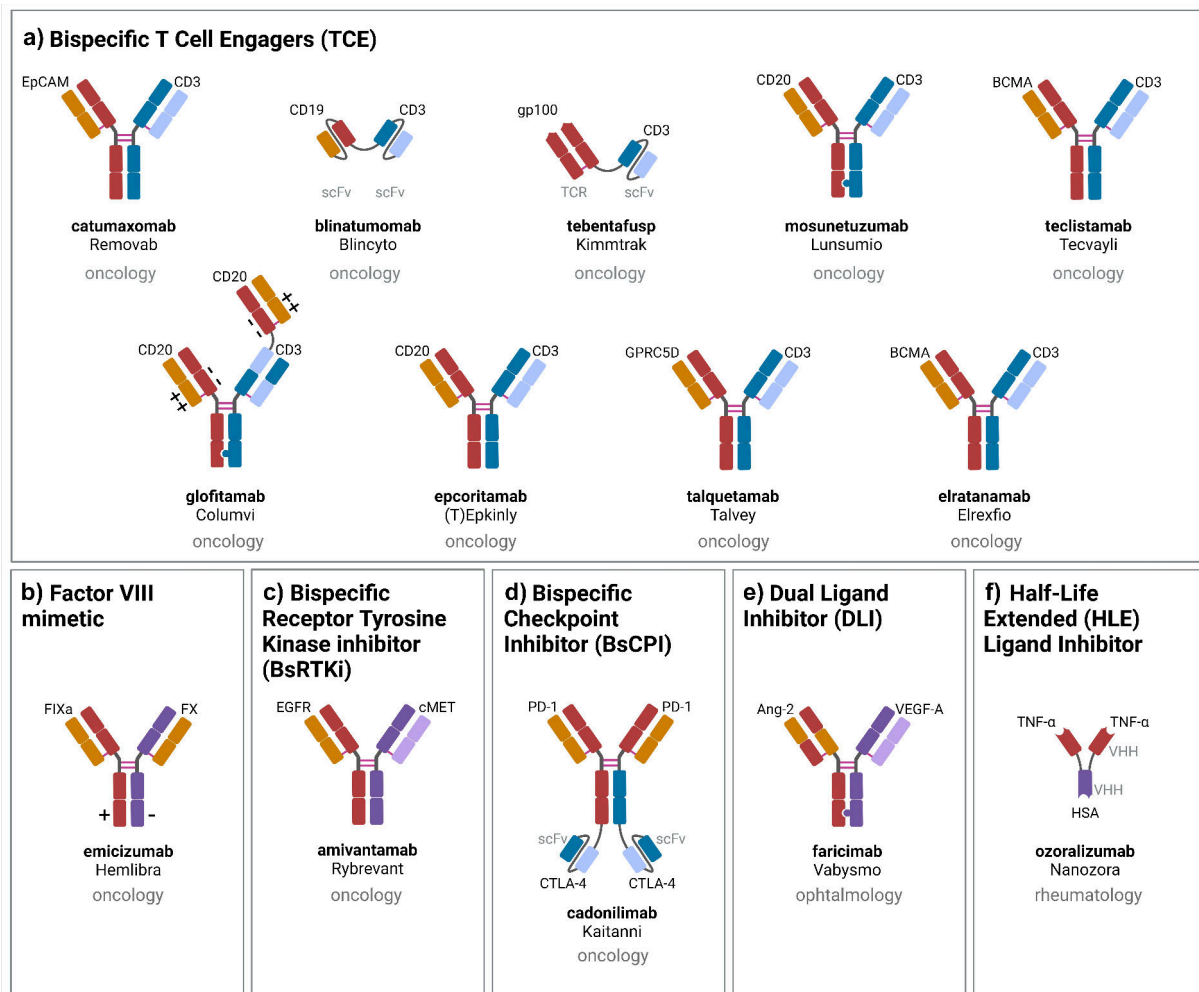 a) Bispecific T Cell Engagers (TCE)
EpCAM
CD3
catumaxomab
Removab
oncology
CD19
CD3
scFv
scFv
blinatumomab
Blincyto
oncology
gp100
CD3
TCR
scFv
tebentafusp
Kimmtrak
oncology
CD20
CD3
mosunetuzumab
Lunsumio
oncology
BCMA
CD3
teclistamab
Tecvayli
oncology
CD20
++
--
CD20
CD3
--
++
glofitamab
Columvi
oncology
CD20
CD3
epcoritamab
(T)Epkinly
oncology
GPRC5D
CD3
talquetamab
Talvey
oncology
BCMA
CD3
elratanamab
Elrexfio
oncology
b) Factor VIII
mimetic
FIXa
FX
+
-
emicizumab
Hemlibra
oncology
c) Bispecific
Receptor Tyrosine
Kinase inhibitor
(BsRTKi)
EGFR
cMET
amivantamab
Rybrevant
oncology
d) Bispecific
Checkpoint
Inhibitor (BsCPI)
PD-1
PD-1
scFv
scFv
CTLA-4
CTLA-4
cadonilimab
Kaitanni
oncology
e) Dual Ligand
Inhibitor (DLI)
Ang-2
VEGF-A
faricimab
Vabysmo
ophtalmology
f) Half-Life
Extended (HLE)
Ligand Inhibitor
TNF-α
TNF-α
VHH
VHH
HSA
ozoralizumab
Nanozora
rheumatology